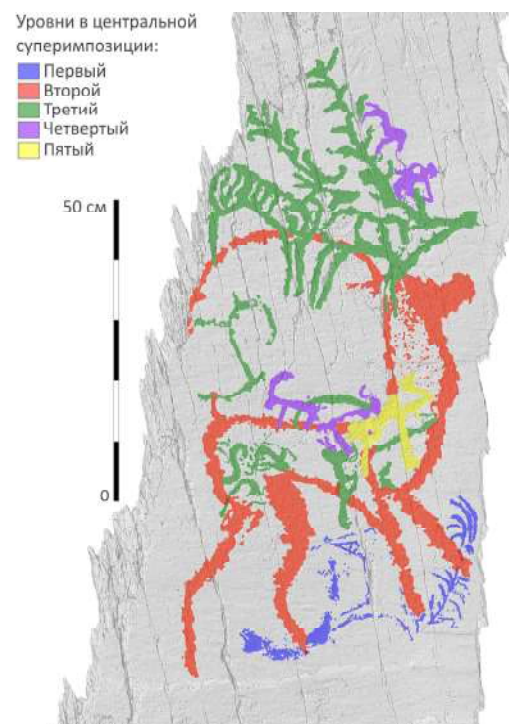 Уровни в центральной
суперимпозиции:
Первый
Второй
Третий
Четвертый
Пятый
50 см
0